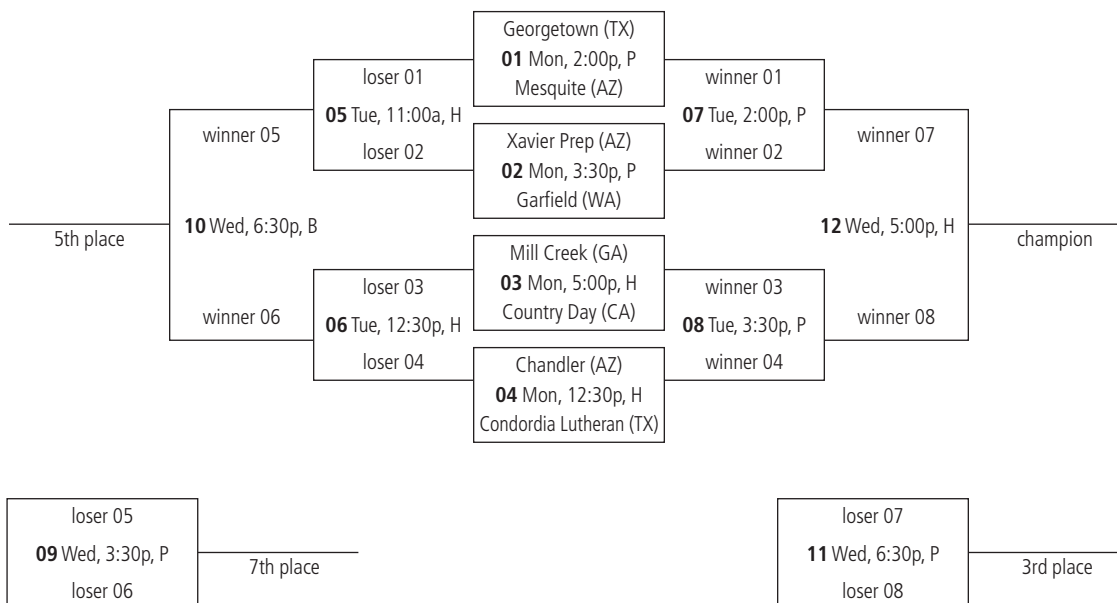 Georgetown (TX)
01 Mon, 2:00p, P
Mesquite (AZ)
loser 01
05 Tue, 11:00a, H
loser 02
winner 01
07 Tue, 2:00p, P
winner 02
Xavier Prep (AZ)
02 Mon, 3:30p, P
Garfield (WA)
winner 05
10 Wed, 6:30p, B
winner 06
5th place
winner 07
12 Wed, 5:00p, H
winner 08
champion
Mill Creek (GA)
03 Mon, 5:00p, H
Country Day (CA)
loser 03
06 Tue, 12:30p, H
loser 04
winner 03
08 Tue, 3:30p, P
winner 04
Chandler (AZ)
04 Mon, 12:30p, H
Condordia Lutheran (TX)
loser 05
09 Wed, 3:30p, P
loser 06
7th place
loser 07
11 Wed, 6:30p, P
loser 08
3rd place